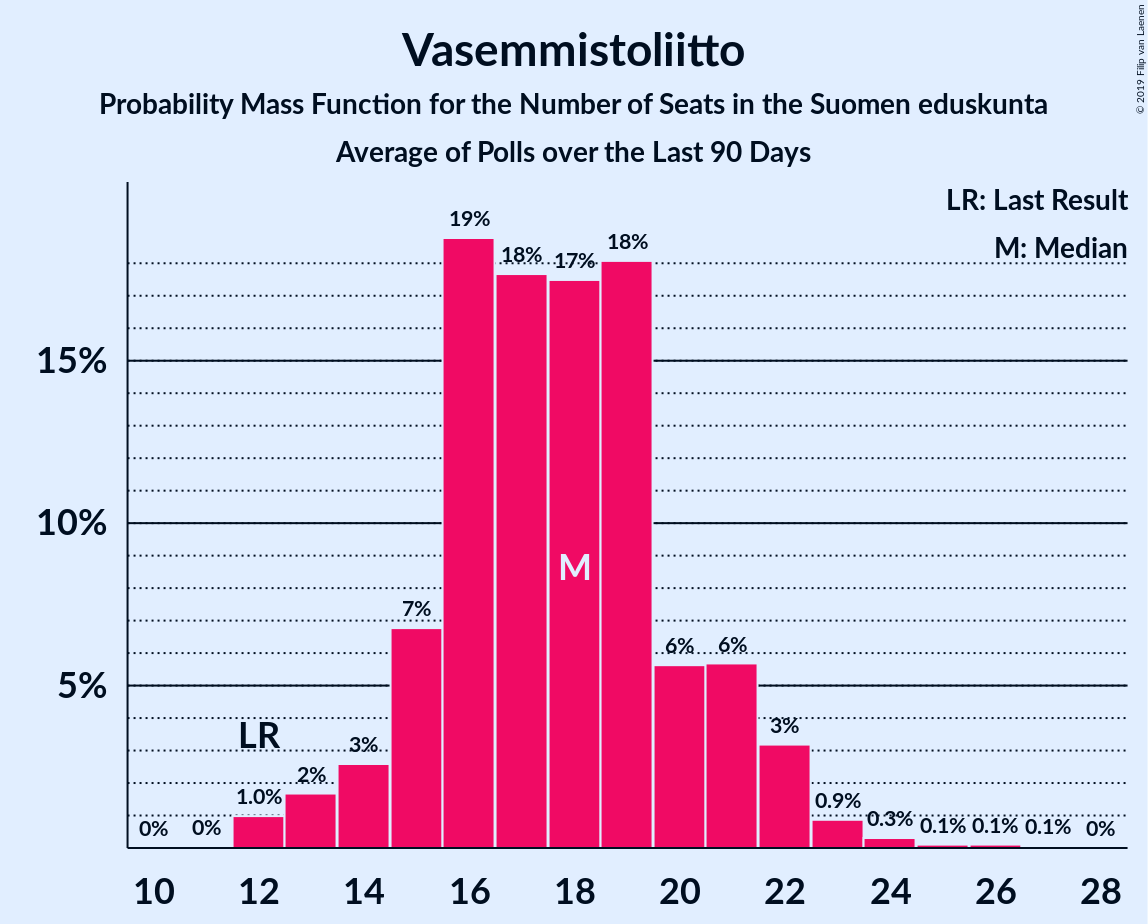 Vasemmistoliitto
Probability Mass Function for the Number of Seats in the Suomen eduskunta
Average of Polls over the Last 90 Days
© 2019 Filip van Laenen
LR: Last Result
M: Median
15%
10%
5%
0%
0%
1.0%
2%
3%
7%
19%
18%
17%
18%
6%
6%
3%
0.9%
0.3%
0.1%
0.1%
0.1%
0%
LR
M
10 12 14 16 18 20 22 24 26 28